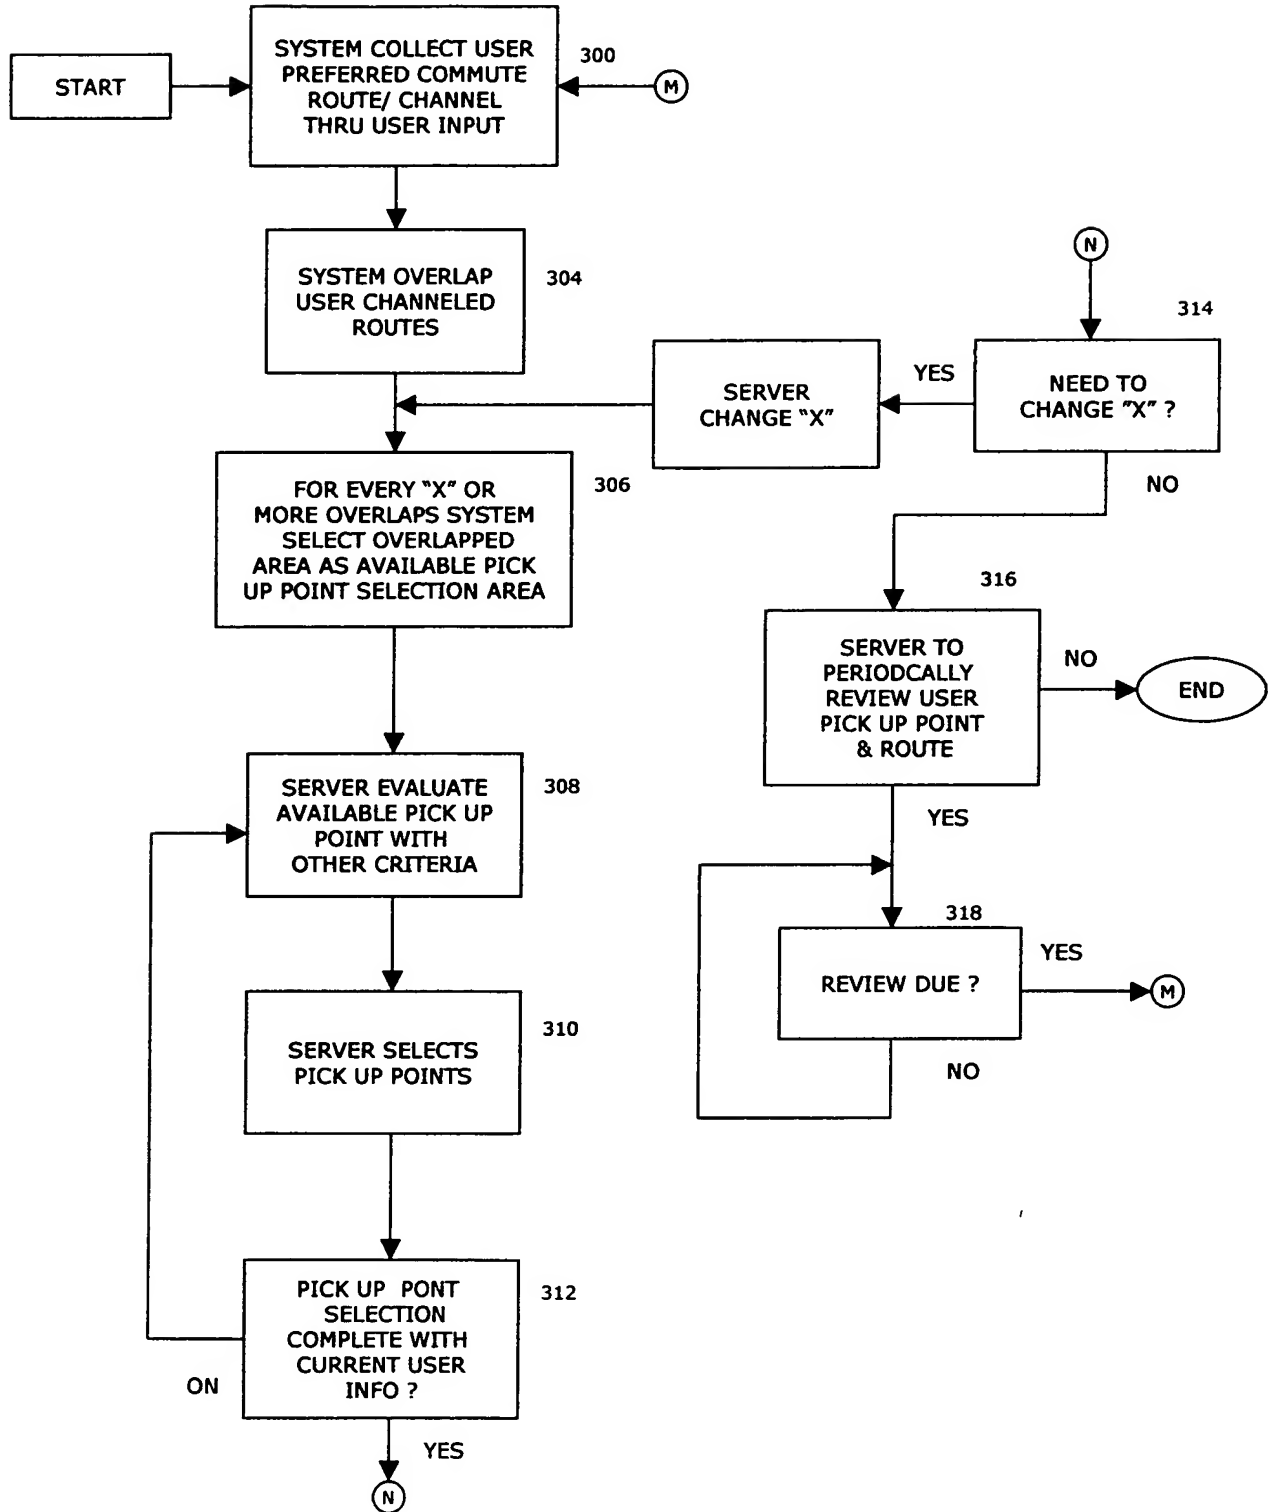 START
SYSTEM COLLECT USER
PREFERRED COMMUTE
ROUTE/ CHANNEL
THRU USER INPUT
300
M
SYSTEM OVERLAP
USER CHANNELED
ROUTES
304
FOR EVERY “X” OR
MORE OVERLAPS SYSTEM
SELECT OVERLAPPED
AREA AS AVAILABLE PICK
UP POINT SELECTION AREA
306
SERVER EVALUATE
AVAILABLE PICK UP
POINT WITH
OTHER CRITERIA
308
SERVER SELECTS
PICK UP POINTS
310
PICK UP PONT
SELECTION
COMPLETE WITH
CURRENT USER
INFO ?
312
ON
YES
N
N
314
NEED TO
CHANGE ”X” ?
YES
SERVER
CHANGE “X”
NO
316
SERVER TO
PERIODCALLY
REVIEW USER
PICK UP POINT
& ROUTE
NO
END
YES
318
REVIEW DUE ?
YES
M
NO